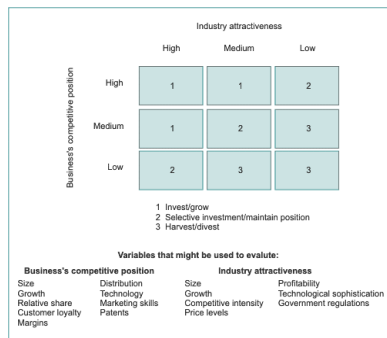 Industry attractiveness
High Medium Low
Business's competitive position
High 1 1 2
Medium 1 2 3
Low 2 3 3
1 Invest/grow
2 Selective investment/maintain position
3 Harvest/divest
Variables that might be used to evalute:
Business's competitive position
Size Distribution
Growth Technology
Relative share Marketing skills
Customer loyalty Patents
Margins
Industry attractiveness
Size Profitability
Growth Technological sophistication
Competitive intensity Government regulations
Price levels